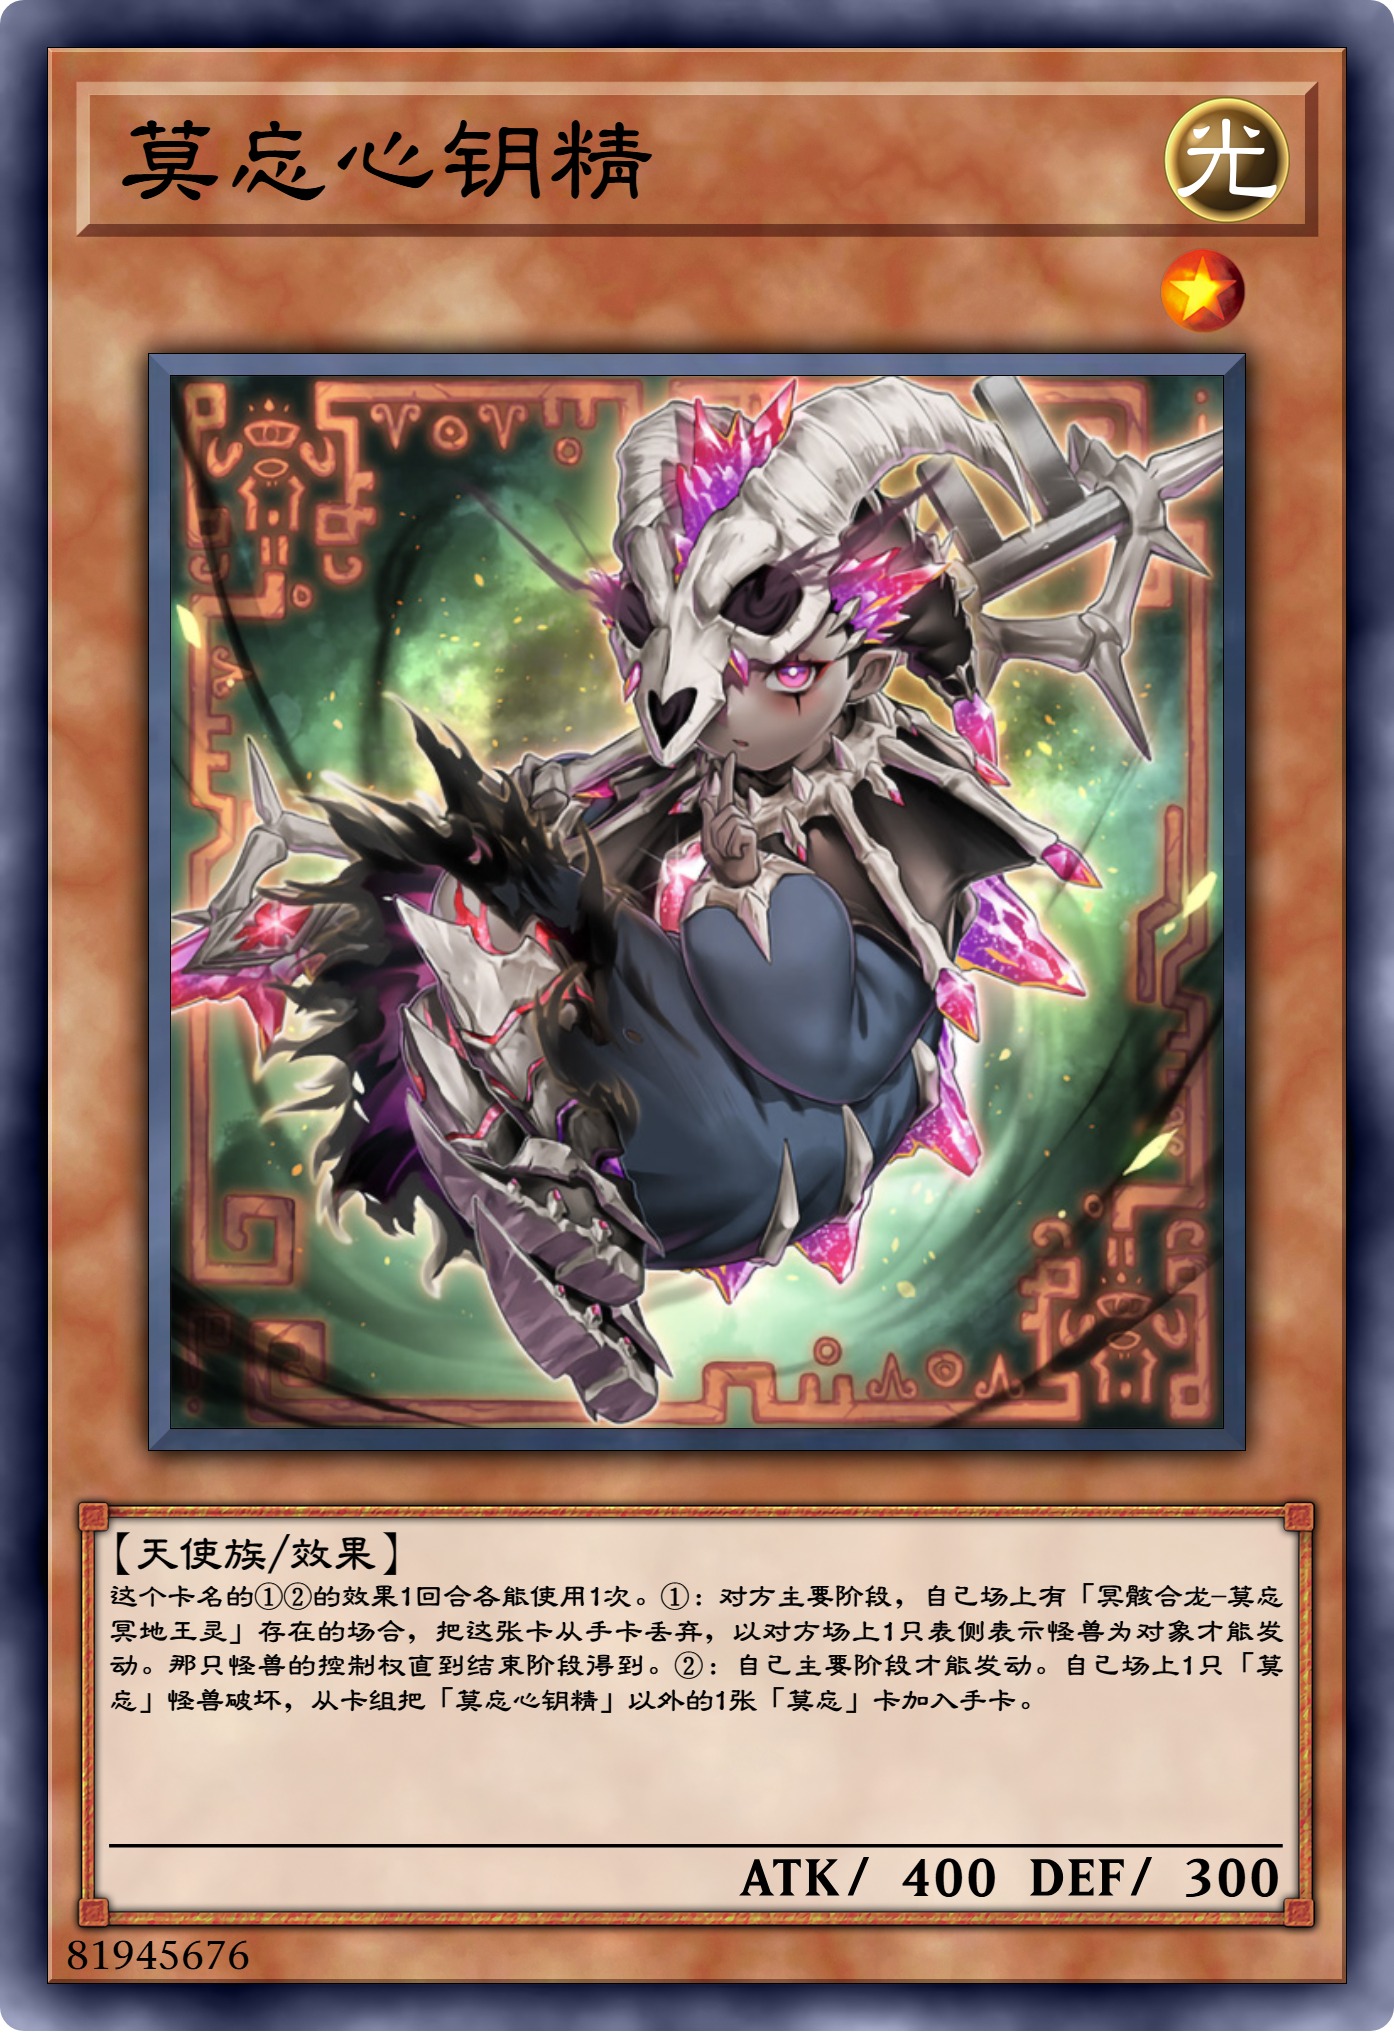 莫忘心钥精
光
【天使族/效果】
这个卡名的①②的效果1回合各能使用1次。①：对方主要阶段，自己场上有「冥骸合龙-莫忘
冥地王灵」存在的场合，把这张卡从手卡丢弃，以对方场上1只表侧表示怪兽为对象才能发
动。那只怪兽的控制权直到结束阶段得到。②：自己主要阶段才能发动。自己场上1只「莫
忘」怪兽破坏，从卡组把「莫忘心钥精」以外的1张「莫忘」卡加入手卡。
ATK/ 400 DEF/ 300
81945676